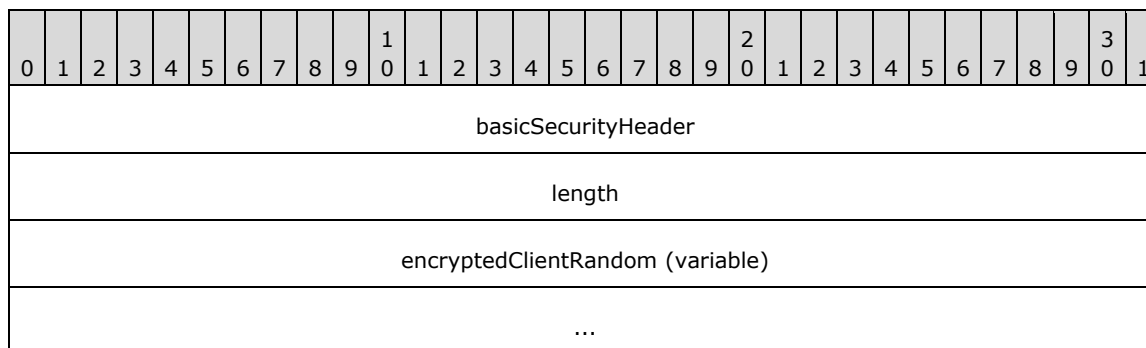 1 2 3
0 1 2 3 4 5 6 7 8 9 0 1 2 3 4 5 6 7 8 9 0 1 2 3 4 5 6 7 8 9 0 1
basicSecurityHeader
length
encryptedClientRandom (variable)
...